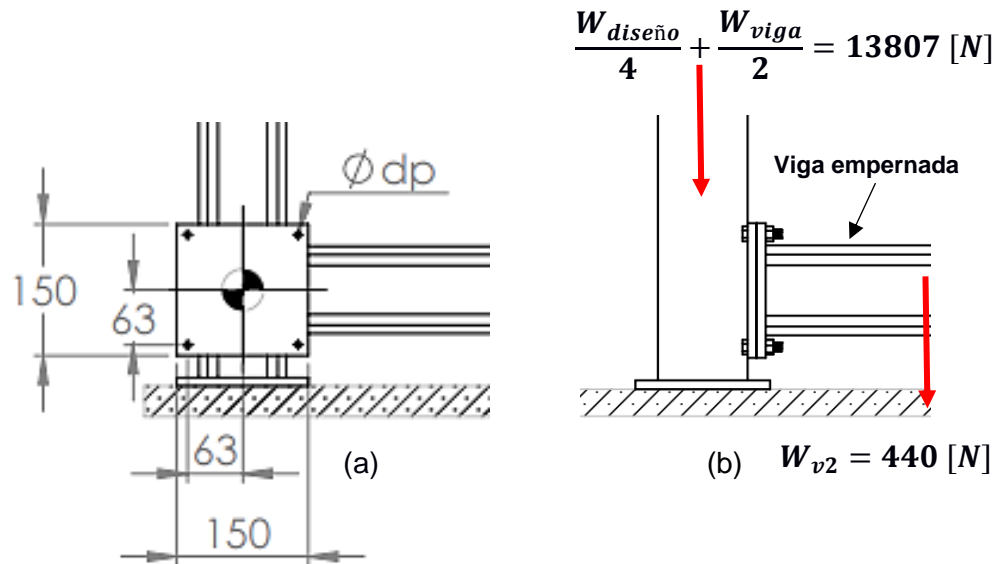 W_diseño/4 + W_viga/2 = 13807 [N]
Ø dp
Viga empernada
150
63
63
(a)
(b)
W_v2 = 440 [N]
150